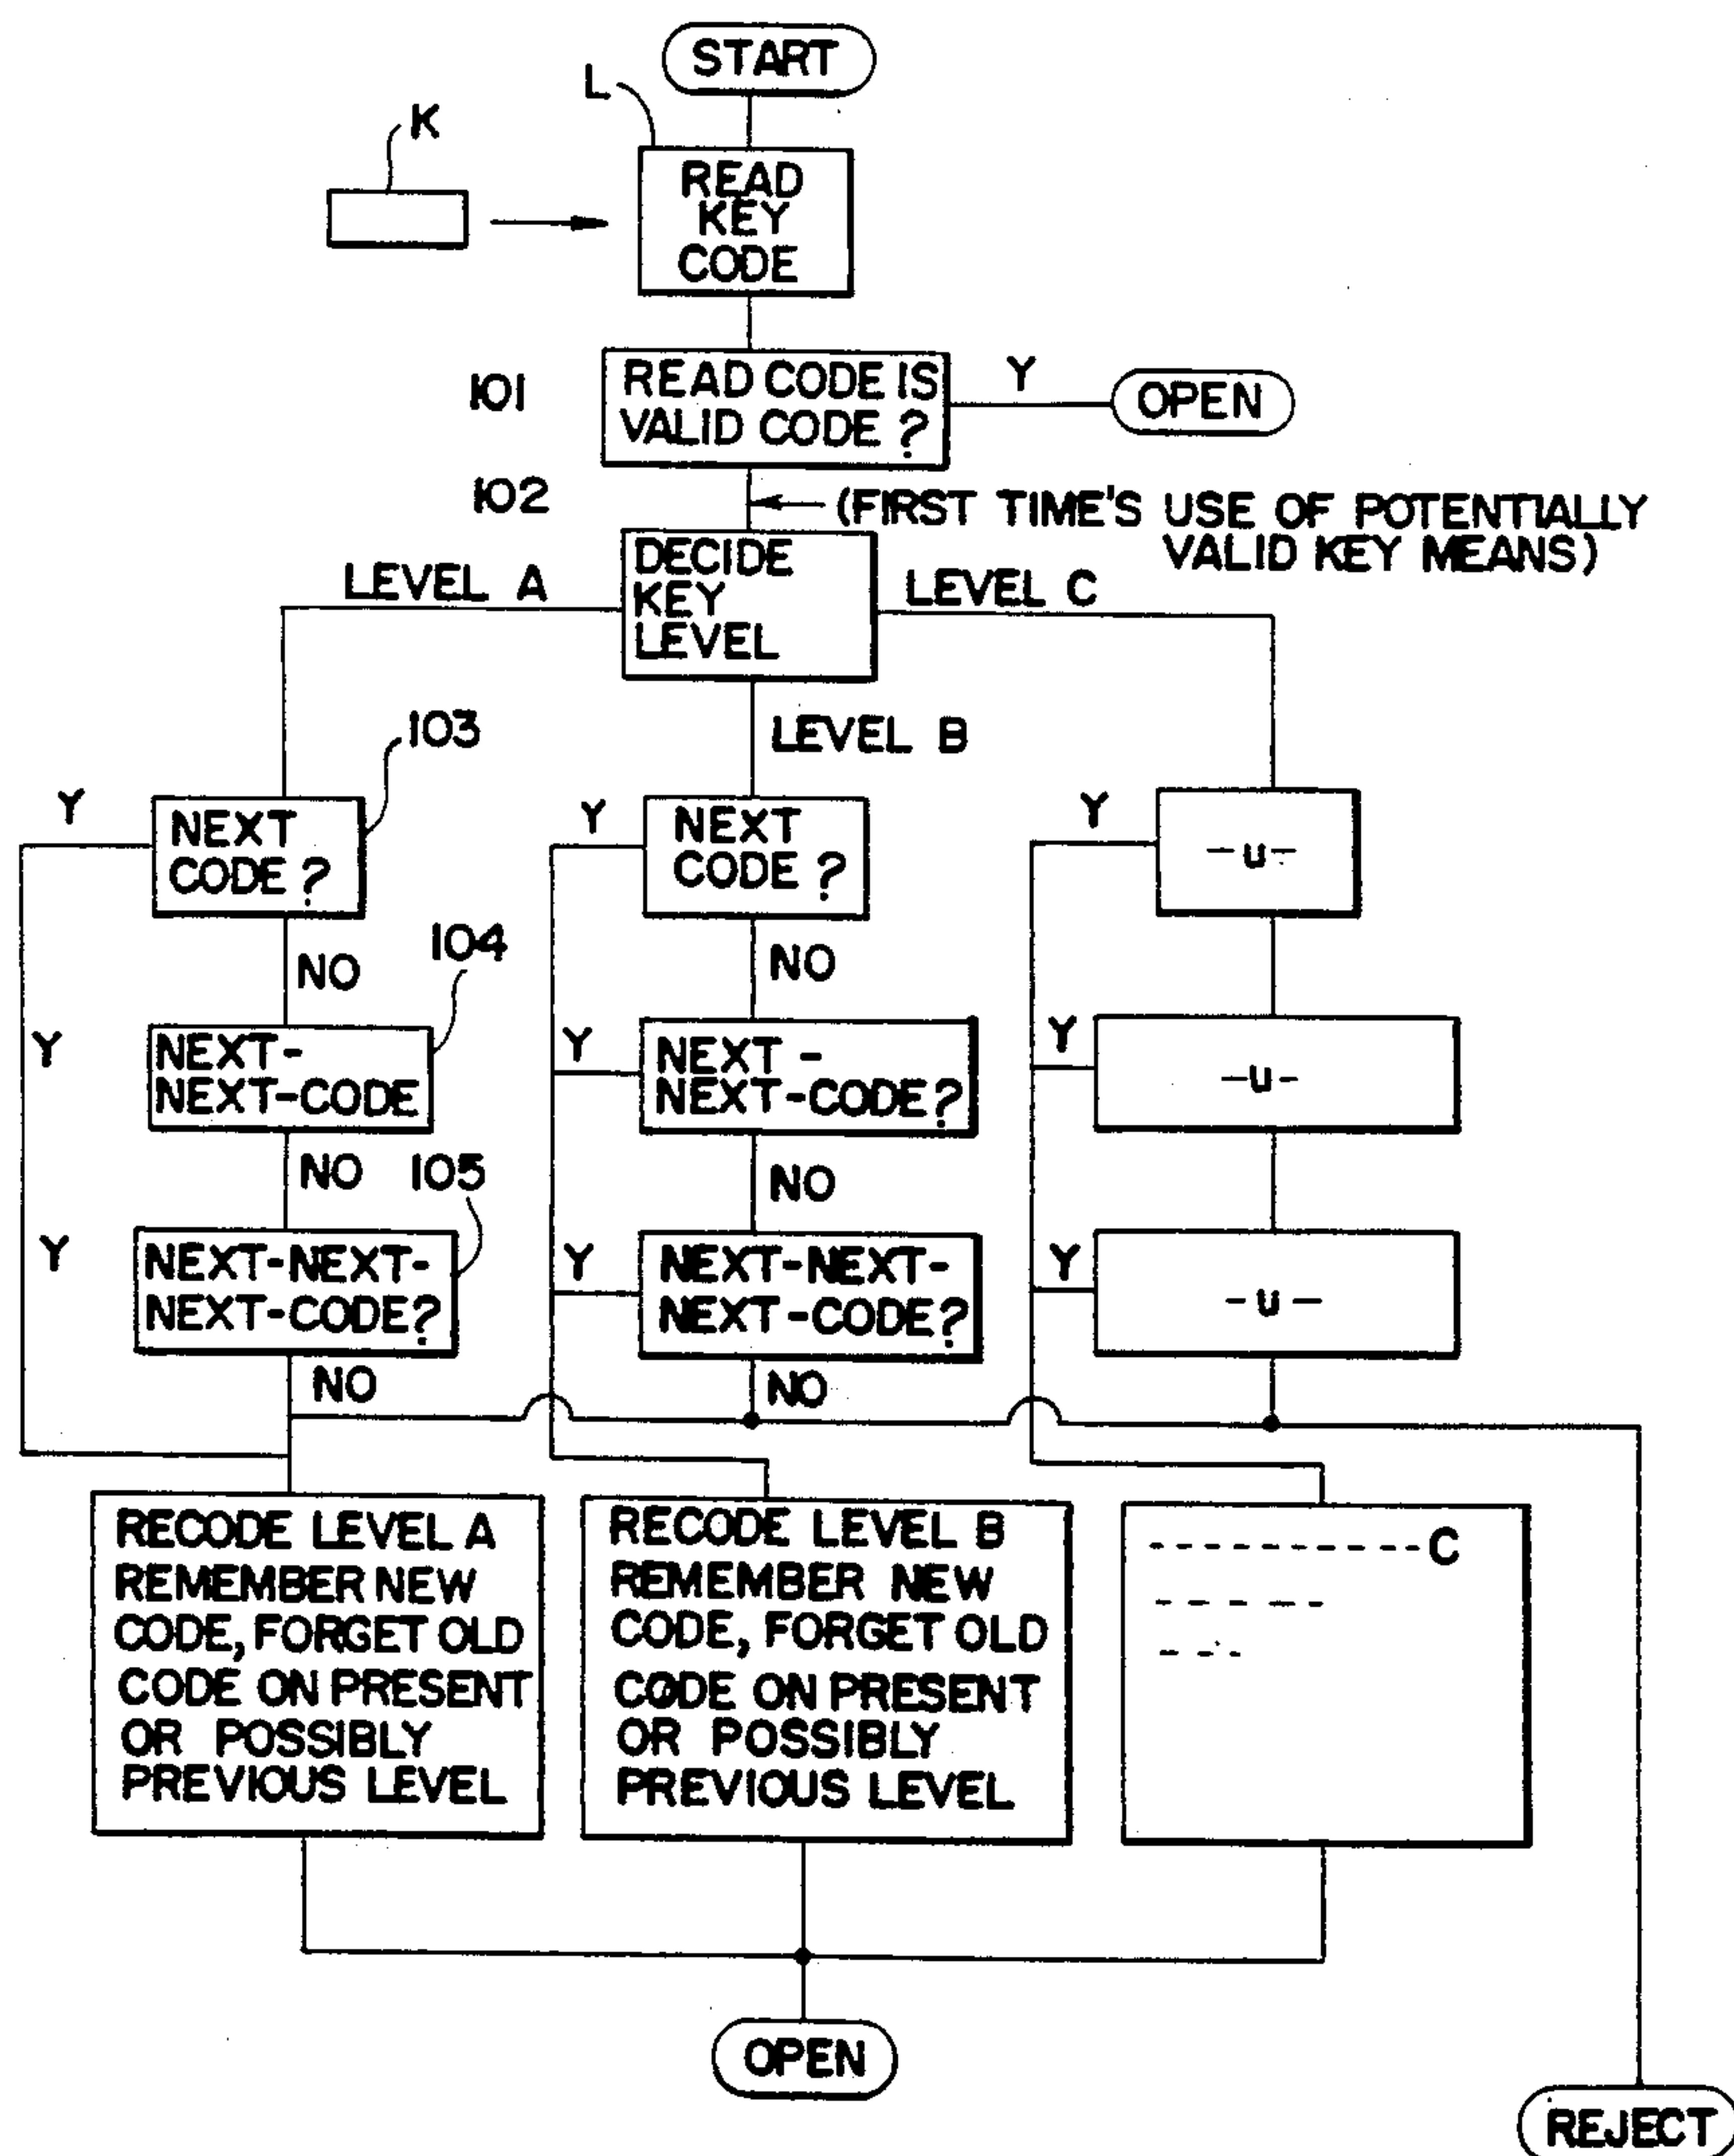 START
L
K
READ
KEY
CODE
101
READ CODE IS
VALID CODE ?
Y
OPEN
102
(FIRST TIME'S USE OF POTENTIALLY
VALID KEY MEANS)
DECIDE
KEY
LEVEL
LEVEL A
LEVEL C
LEVEL B
103
Y
NEXT
CODE ?
Y
NEXT
CODE ?
Y
-u-
NO
104
NO
Y
NEXT-
NEXT-CODE
Y
NEXT -
NEXT-CODE?
Y
-u-
NO
105
NO
Y
NEXT-NEXT-
NEXT-CODE?
Y
NEXT-NEXT-
NEXT-CODE?
Y
-u-
NO
NO
RECODE LEVEL A
REMEMBER NEW
CODE, FORGET OLD
CODE ON PRESENT
OR POSSIBLY
PREVIOUS LEVEL
RECODE LEVEL B
REMEMBER NEW
CODE, FORGET OLD
CODE ON PRESENT
OR POSSIBLY
PREVIOUS LEVEL
- - - - - - - - - - C
- - - - -
- - -
OPEN
REJECT